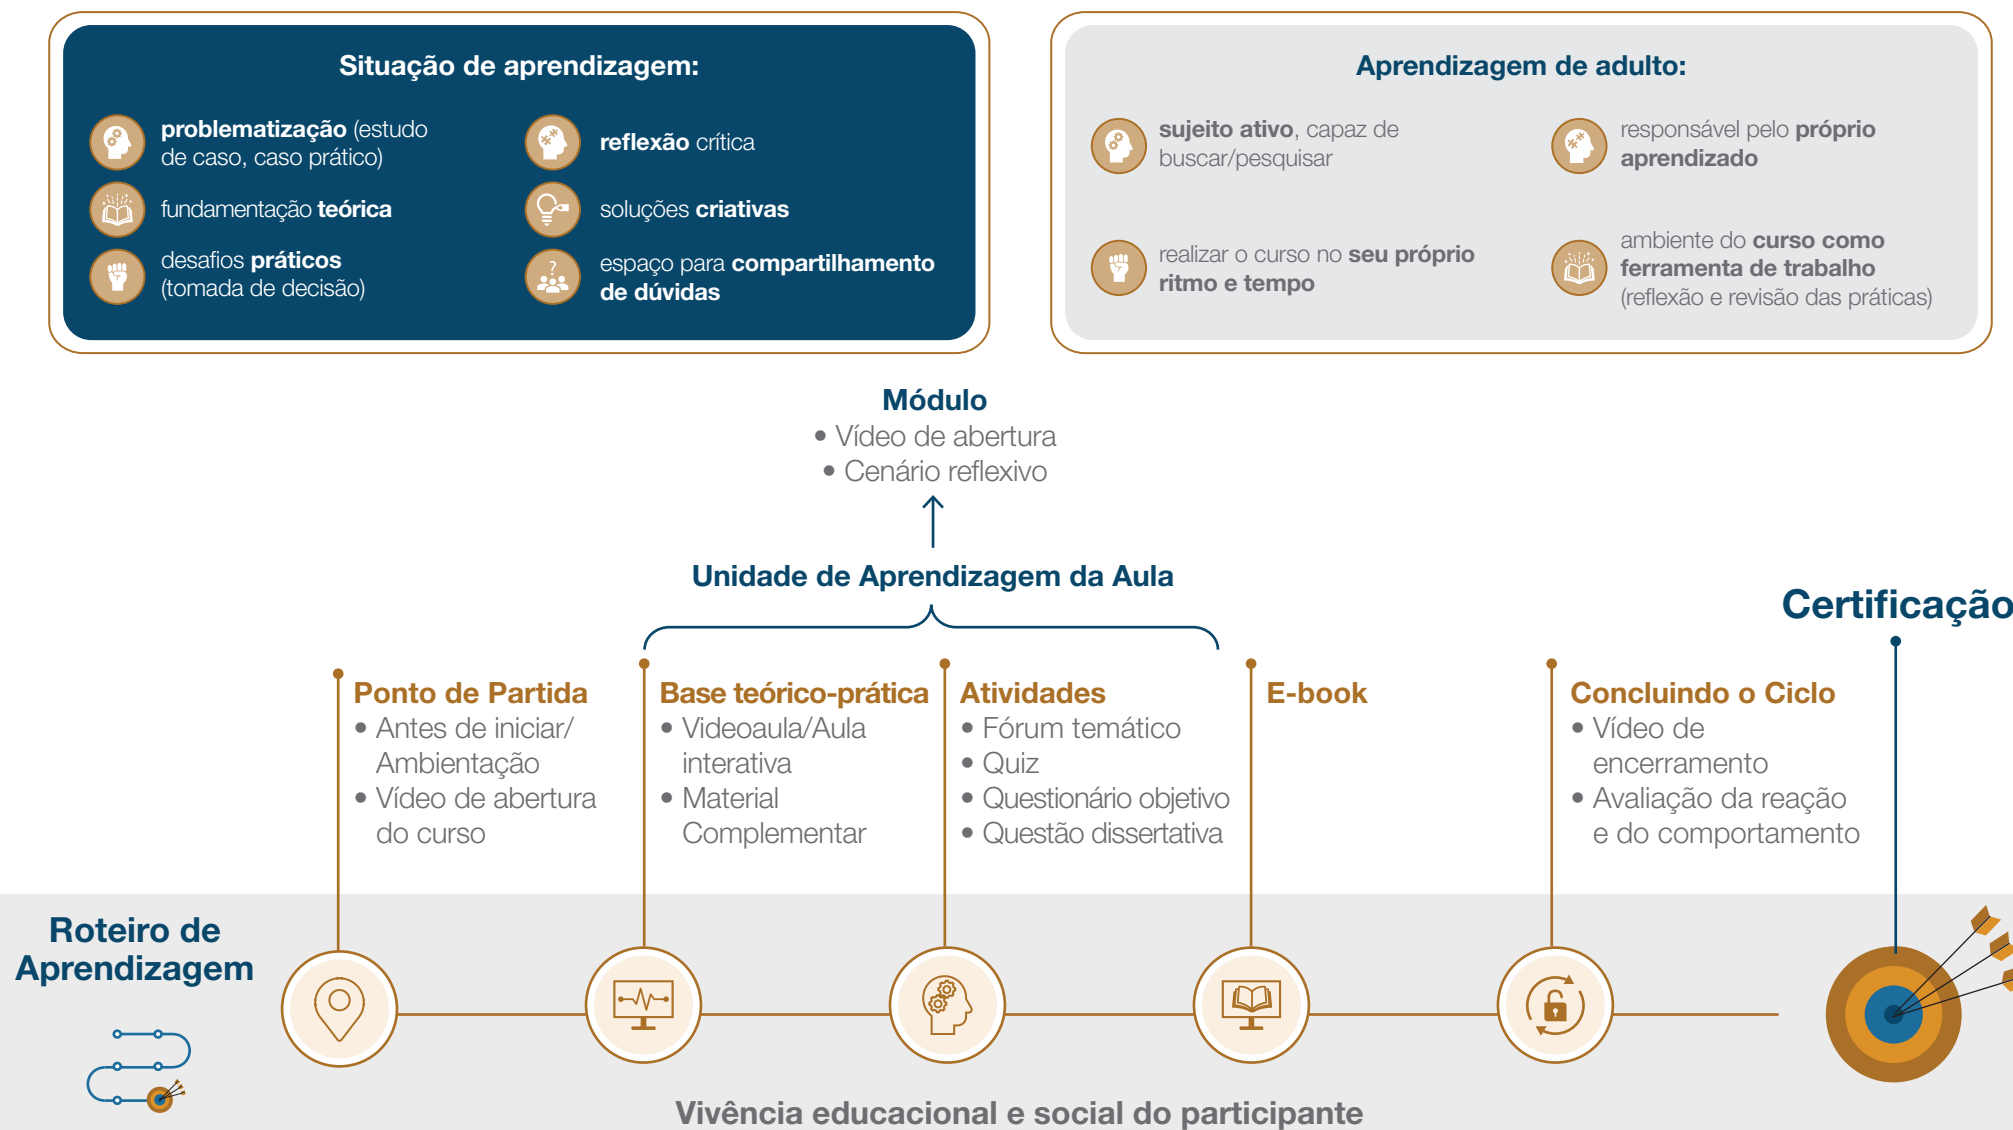 Situação de aprendizagem:
problematização (estudo
de caso, caso prático)
fundamentação teórica
desafios práticos
(tomada de decisão)
reflexão crítica
soluções criativas
espaço para compartilhamento
de dúvidas
Aprendizagem de adulto:
sujeito ativo, capaz de
buscar/pesquisar
realizar o curso no seu próprio
ritmo e tempo
responsável pelo próprio
aprendizado
ambiente do curso como
ferramenta de trabalho
(reflexão e revisão das práticas)
Módulo
• Vídeo de abertura
• Cenário reflexivo
Unidade de Aprendizagem da Aula
Ponto de Partida
• Antes de iniciar/
Ambientação
• Vídeo de abertura
do curso
Base teórico-prática
• Videoaula/Aula
interativa
• Material
Complementar
Atividades
• Fórum temático
• Quiz
• Questionário objetivo
• Questão dissertativa
E-book
Concluindo o Ciclo
• Vídeo de
encerramento
• Avaliação da reação
e do comportamento
Certificação
Roteiro de
Aprendizagem
Vivência educacional e social do participante